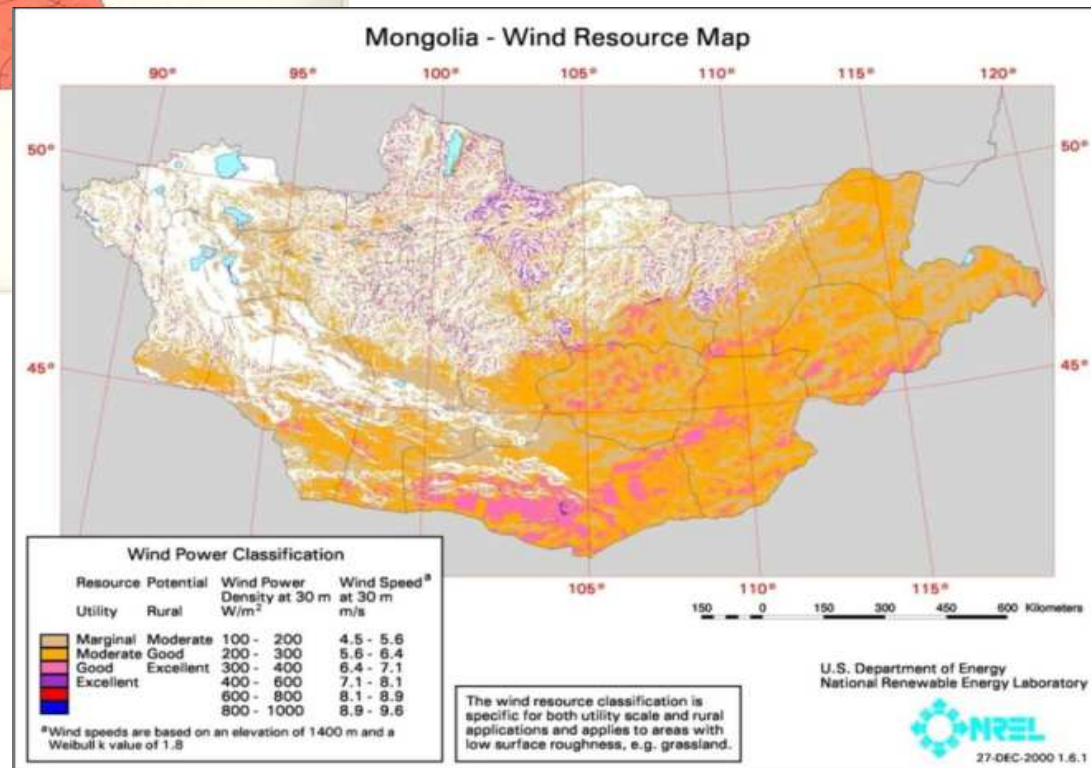 Mongolia - Wind Resource Map
90° 95° 100° 105° 110° 115° 120°
50° 50°
45° 45°
105° 110° 115°
Wind Power Classification
Resource Potential Wind Power Wind Speed a
Density at 30 m at 30 m
Utility Rural W/m² m/s
Marginal Moderate 100 - 200 4.5 - 5.6
Moderate Good 200 - 300 5.6 - 6.4
Good Excellent 300 - 400 6.4 - 7.1
Excellent 400 - 600 7.1 - 8.1
600 - 800 8.1 - 8.9
800 - 1000 8.9 - 9.6
a Wind speeds are based on an elevation of 1400 m and a
Weibull k value of 1.8
The wind resource classification is
specific for both utility scale and rural
applications and applies to areas with
low surface roughness, e.g. grassland.
150 0 150 300 450 600 Kilometers
U.S. Department of Energy
National Renewable Energy Laboratory
NREL
27-DEC-2000 1.6.1